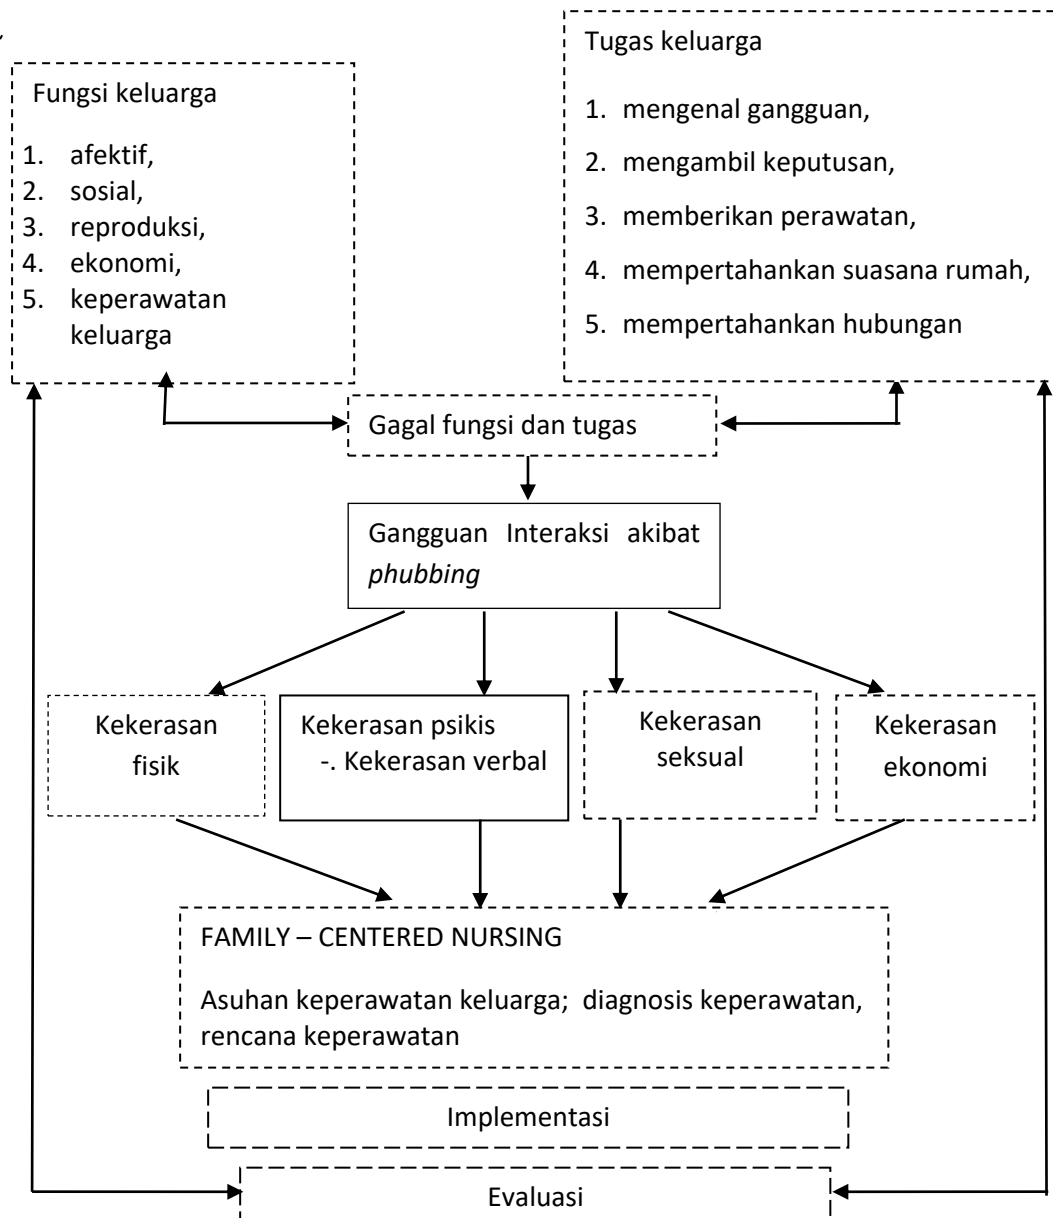 Fungsi keluarga
1. afektif,
2. sosial,
3. reproduksi,
4. ekonomi,
5. keperawatan
keluarga
Tugas keluarga
1. mengenal gangguan,
2. mengambil keputusan,
3. memberikan perawatan,
4. mempertahankan suasana rumah,
5. mempertahankan hubungan
Gagal fungsi dan tugas
Gangguan Interaksi akibat
phubbing
Kekerasan
fisik
Kekerasan psikis
-. Kekerasan verbal
Kekerasan
seksual
Kekerasan
ekonomi
FAMILY – CENTERED NURSING
Asuhan keperawatan keluarga; diagnosis keperawatan,
rencana keperawatan
Implementasi
Evaluasi